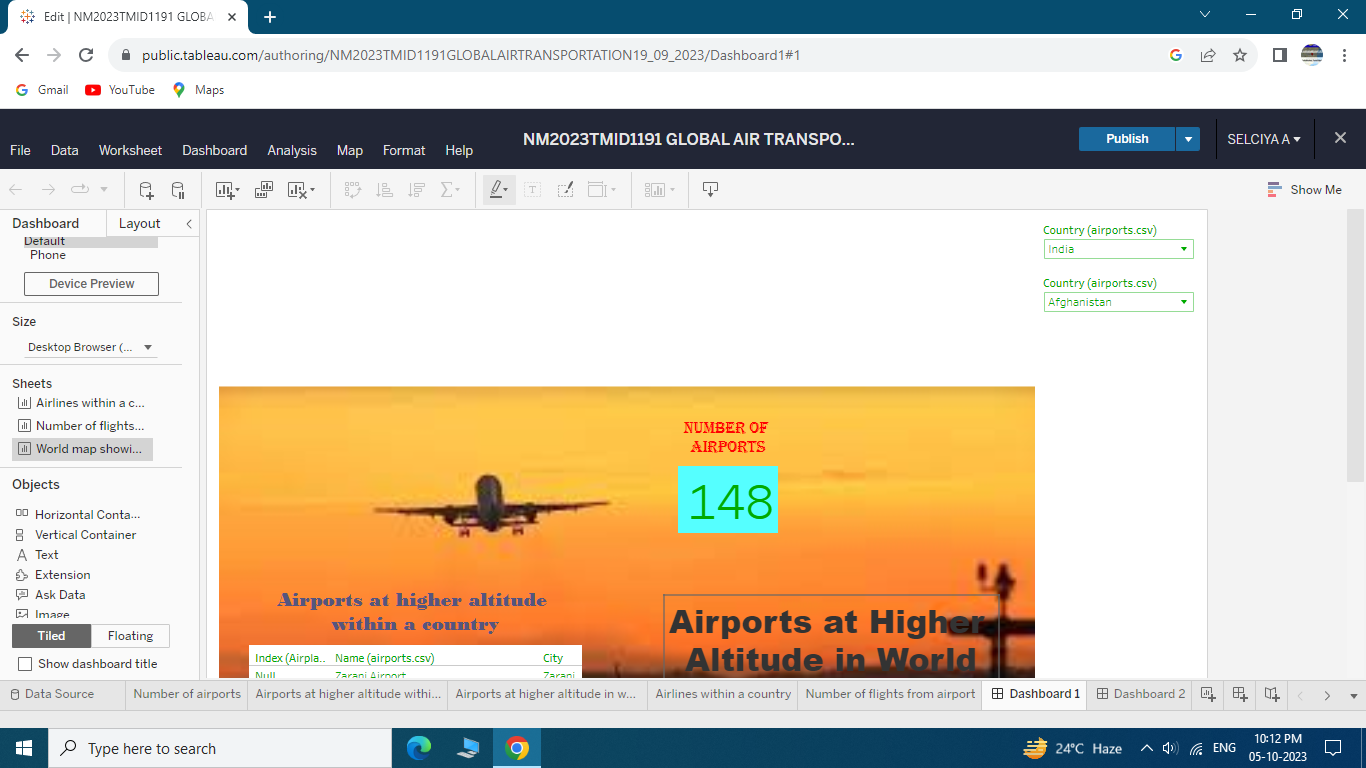 Edit | NM2023TMID1191 GLOBA
public.tableau.com/authoring/NM2023TMID1191GLOBALAIRTRANSPORTATION19_09_2023/Dashboard1#1
Gmail YouTube Maps
NM2023TMID1191 GLOBAL AIR TRANSPO...
Publish
SELCIYA A
File Data Worksheet Dashboard Analysis Map Format Help
Show Me
Dashboard Layout
Default
Phone
Device Preview
Size
Desktop Browser (...
Sheets
Airlines within a c...
Number of flights...
World map showi...
Objects
Horizontal Conta...
Vertical Container
Text
Extension
Ask Data
Image
Tiled Floating
Show dashboard title
Country (airports.csv)
India
Country (airports.csv)
Afghanistan
NUMBER OF
AIRPORTS
148
Airports at higher altitude
within a country
Index (Airpla.. Name (airports.csv) City
Null Zaranj Airport Zaranj
Airports at Higher
Altitude in World
Data Source Number of airports Airports at higher altitude withi... Airports at higher altitude in w... Airlines within a country Number of flights from airport Dashboard 1 Dashboard 2
Type here to search
24°C Haze
ENG
10:12 PM
05-10-2023